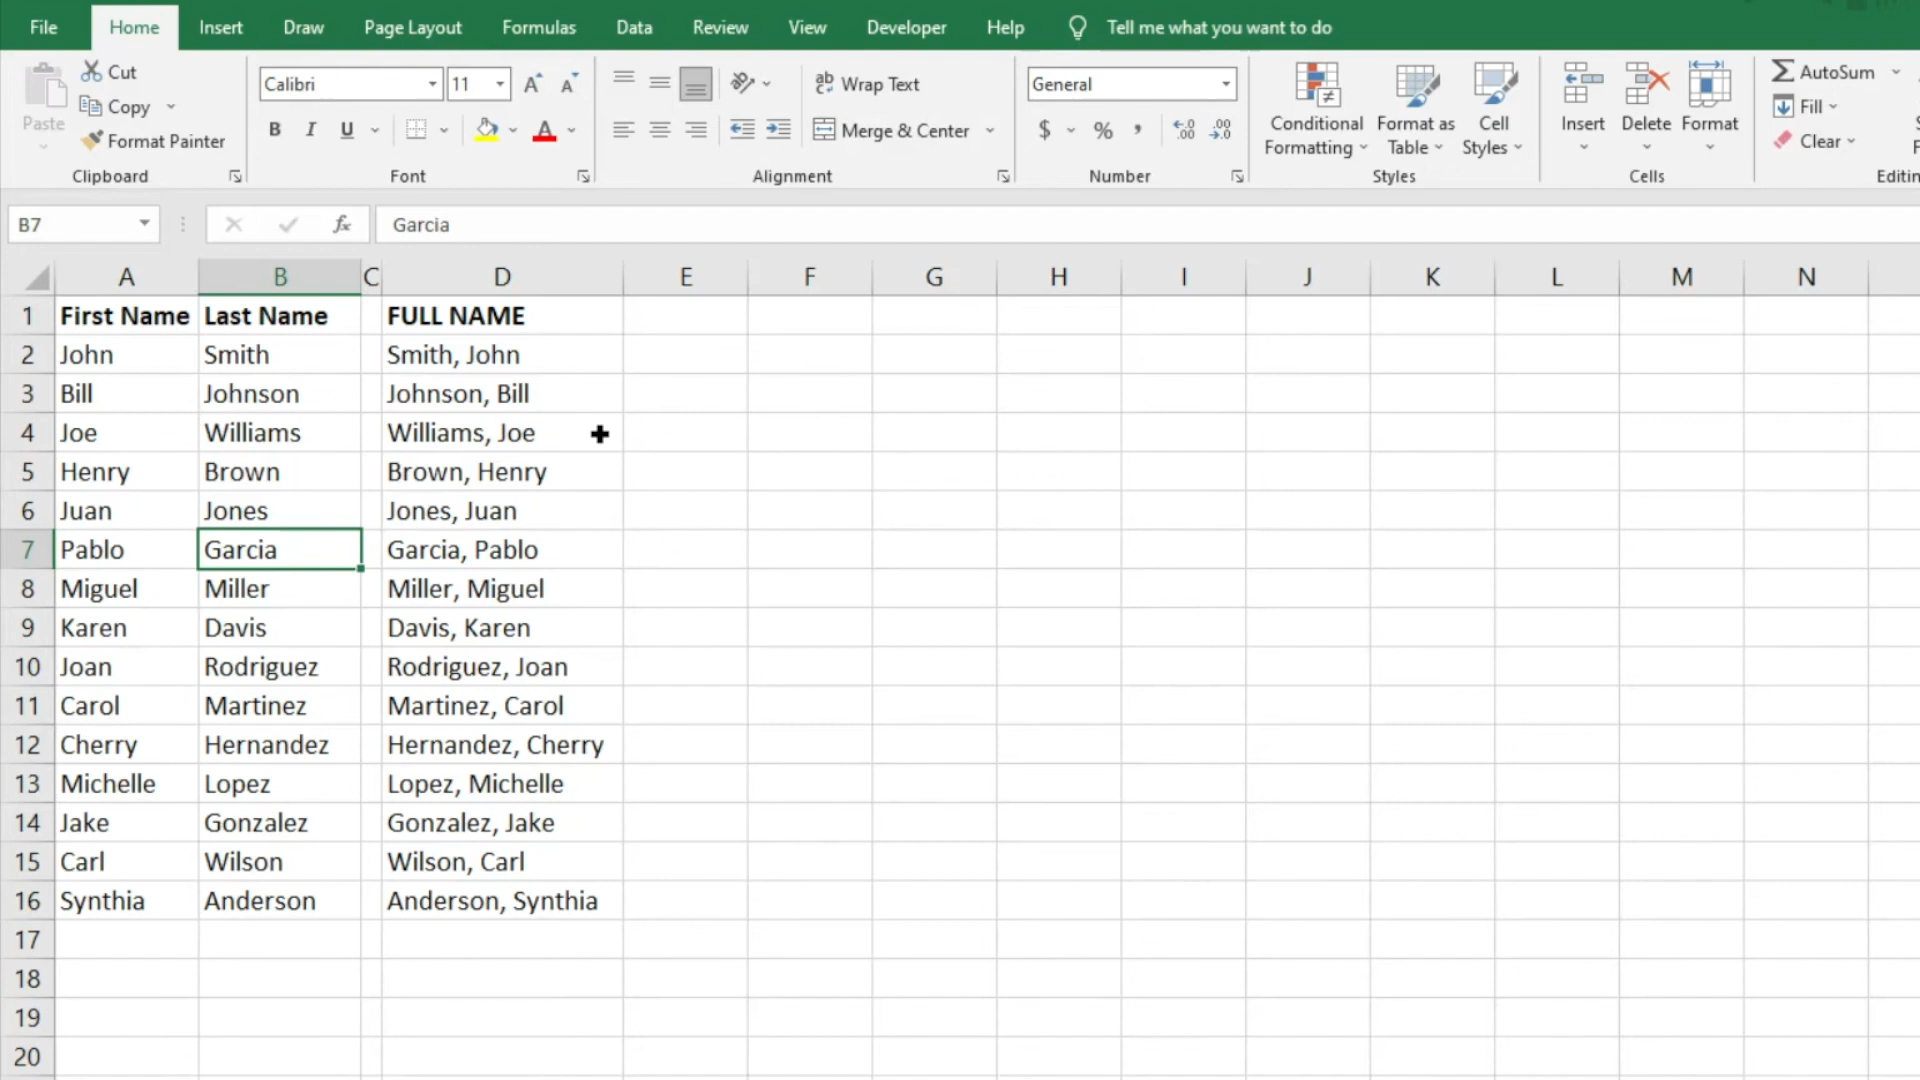 File Home Insert Draw Page Layout Formulas Data Review View Developer Help Tell me what you want to do
Paste
Cut
Copy
Format Painter
Clipboard
Calibri 11
B I U
Font
Wrap Text
Merge & Center
Alignment
General
$ % ,
Number
Conditional Formatting
Format as Table
Cell Styles
Styles
Insert Delete Format
Cells
AutoSum
Fill
Clear
Editin
B7 fx Garcia
A B C D E F G H I J K L M N
1 First Name Last Name FULL NAME
2 John Smith Smith, John
3 Bill Johnson Johnson, Bill
4 Joe Williams Williams, Joe
5 Henry Brown Brown, Henry
6 Juan Jones Jones, Juan
7 Pablo Garcia Garcia, Pablo
8 Miguel Miller Miller, Miguel
9 Karen Davis Davis, Karen
10 Joan Rodriguez Rodriguez, Joan
11 Carol Martinez Martinez, Carol
12 Cherry Hernandez Hernandez, Cherry
13 Michelle Lopez Lopez, Michelle
14 Jake Gonzalez Gonzalez, Jake
15 Carl Wilson Wilson, Carl
16 Synthia Anderson Anderson, Synthia
17
18
19
20